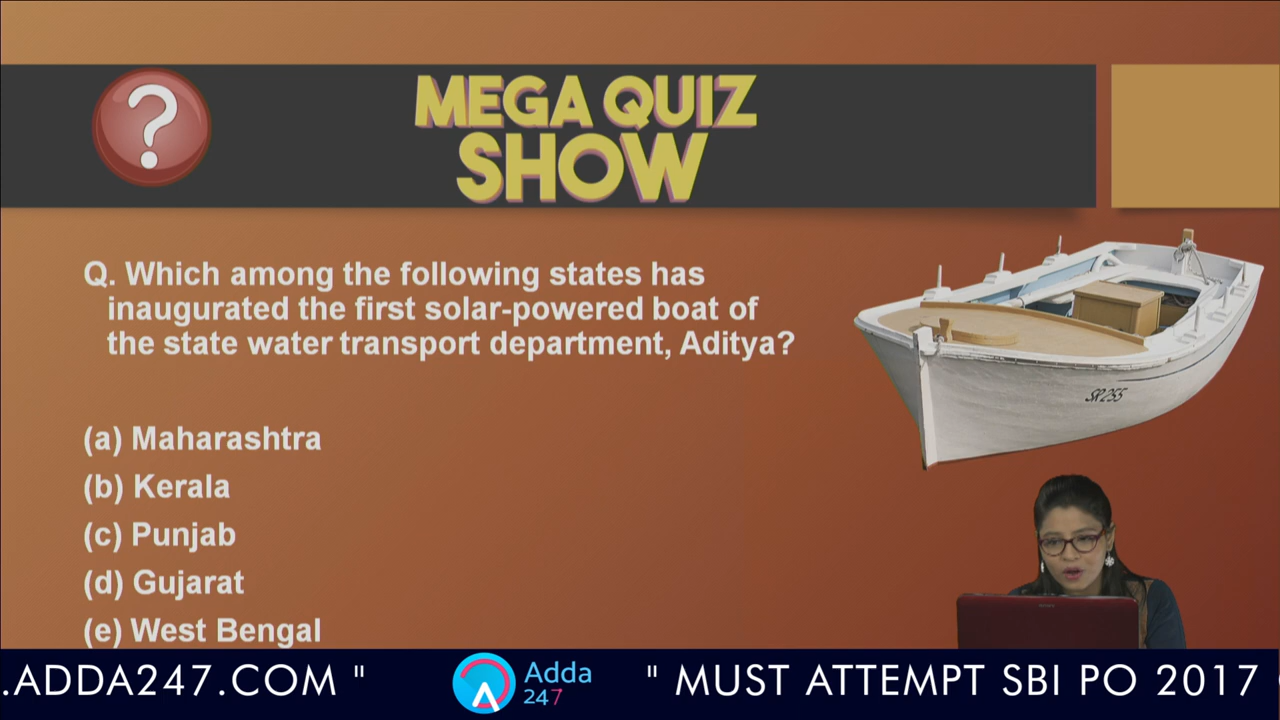 ?
MEGA QUIZ
SHOW
Q. Which among the following states has
inaugurated the first solar-powered boat of
the state water transport department, Aditya?
SR255
(a) Maharashtra
(b) Kerala
(c) Punjab
(d) Gujarat
(e) West Bengal
.ADDA247.COM "
Adda
247
" MUST ATTEMPT SBI PO 2017